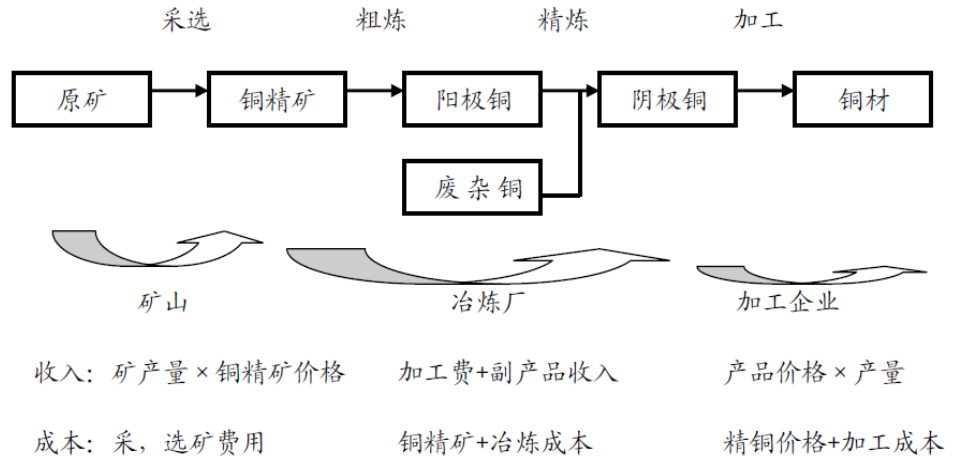 采选 粗炼 精炼 加工
原矿 铜精矿 阳极铜 阴极铜 铜材
废杂铜
矿山 冶炼厂 加工企业
收入：矿产量×铜精矿价格 加工费+副产品收入 产品价格×产量
成本：采，选矿费用 铜精矿+冶炼成本 精铜价格+加工成本